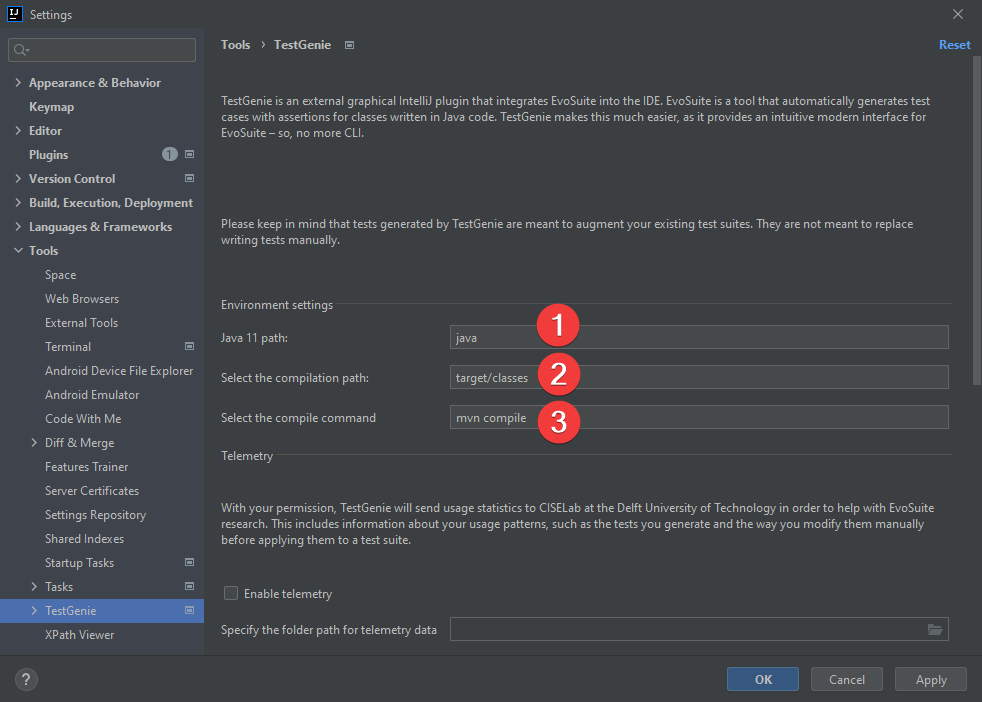 IJ Settings
Tools › TestGenie
Reset
Appearance & Behavior
Keymap
Editor
Plugins 1
Version Control
Build, Execution, Deployment
Languages & Frameworks
Tools
Space
Web Browsers
External Tools
Terminal
Android Device File Explorer
Android Emulator
Code With Me
Diff & Merge
Features Trainer
Server Certificates
Settings Repository
Shared Indexes
Startup Tasks
Tasks
TestGenie
XPath Viewer
TestGenie is an external graphical IntelliJ plugin that integrates EvoSuite into the IDE. EvoSuite is a tool that automatically generates test
cases with assertions for classes written in Java code. TestGenie makes this much easier, as it provides an intuitive modern interface for
EvoSuite – so, no more CLI.
Please keep in mind that tests generated by TestGenie are meant to augment your existing test suites. They are not meant to replace
writing tests manually.
Environment settings
Java 11 path: java 1
Select the compilation path: target/classes 2
Select the compile command mvn compile 3
Telemetry
With your permission, TestGenie will send usage statistics to CISELab at the Delft University of Technology in order to help with EvoSuite
research. This includes information about your usage patterns, such as the tests you generate and the way you modify them manually
before applying them to a test suite.
Enable telemetry
Specify the folder path for telemetry data
?
OK Cancel Apply